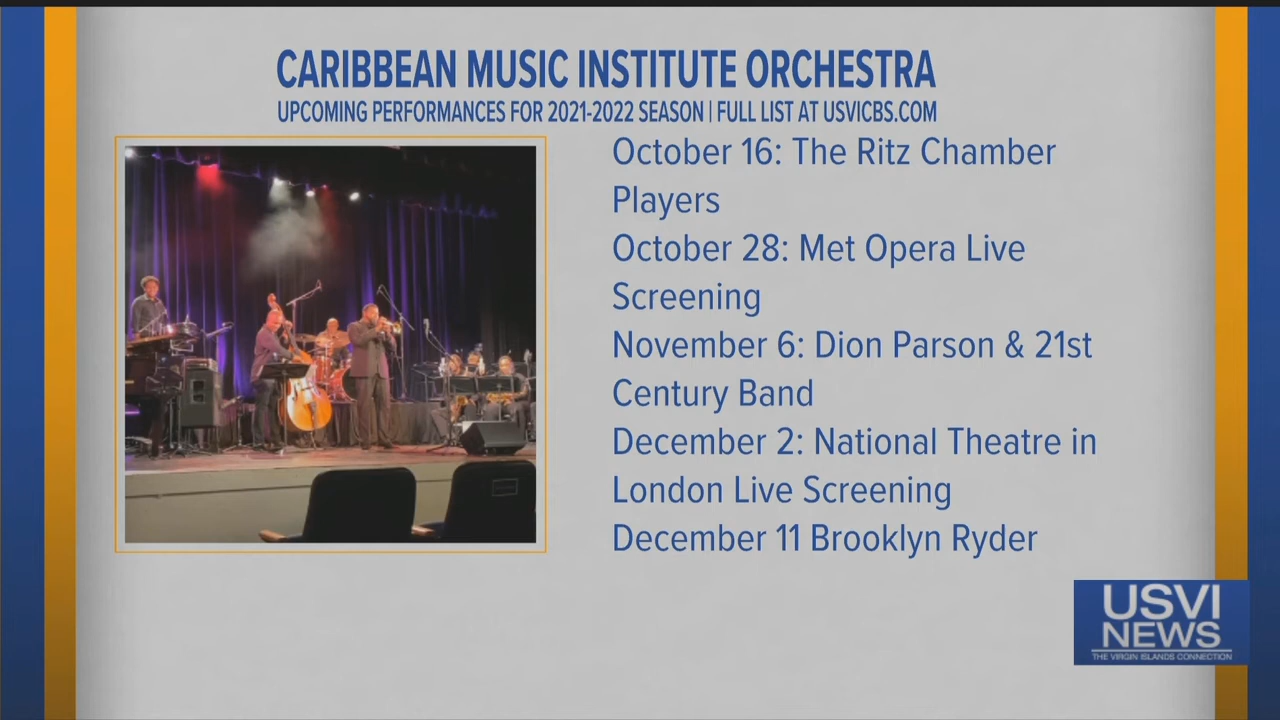 CARIBBEAN MUSIC INSTITUTE ORCHESTRA
UPCOMING PERFORMANCES FOR 2021-2022 SEASON | FULL LIST AT USVICBS.COM
October 16: The Ritz Chamber
Players
October 28: Met Opera Live
Screening
November 6: Dion Parson & 21st
Century Band
December 2: National Theatre in
London Live Screening
December 11 Brooklyn Ryder
USVI
NEWS
THE VIRGIN ISLANDS CONNECTION